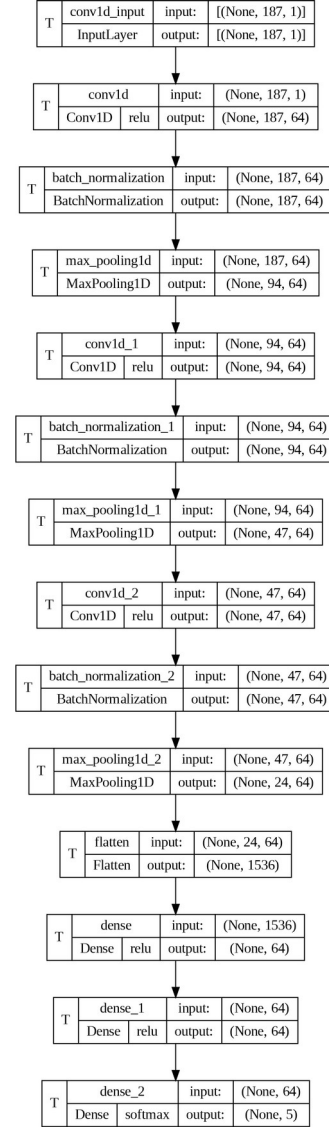 T conv1d_input input: [(None, 187, 1)]
InputLayer output: [(None, 187, 1)]
T conv1d input: (None, 187, 1)
Conv1D relu output: (None, 187, 64)
T batch_normalization input: (None, 187, 64)
BatchNormalization output: (None, 187, 64)
T max_pooling1d input: (None, 187, 64)
MaxPooling1D output: (None, 94, 64)
T conv1d_1 input: (None, 94, 64)
Conv1D relu output: (None, 94, 64)
T batch_normalization_1 input: (None, 94, 64)
BatchNormalization output: (None, 94, 64)
T max_pooling1d_1 input: (None, 94, 64)
MaxPooling1D output: (None, 47, 64)
T conv1d_2 input: (None, 47, 64)
Conv1D relu output: (None, 47, 64)
T batch_normalization_2 input: (None, 47, 64)
BatchNormalization output: (None, 47, 64)
T max_pooling1d_2 input: (None, 47, 64)
MaxPooling1D output: (None, 24, 64)
T flatten input: (None, 24, 64)
Flatten output: (None, 1536)
T dense input: (None, 1536)
Dense relu output: (None, 64)
T dense_1 input: (None, 64)
Dense relu output: (None, 64)
T dense_2 input: (None, 64)
Dense softmax output: (None, 5)